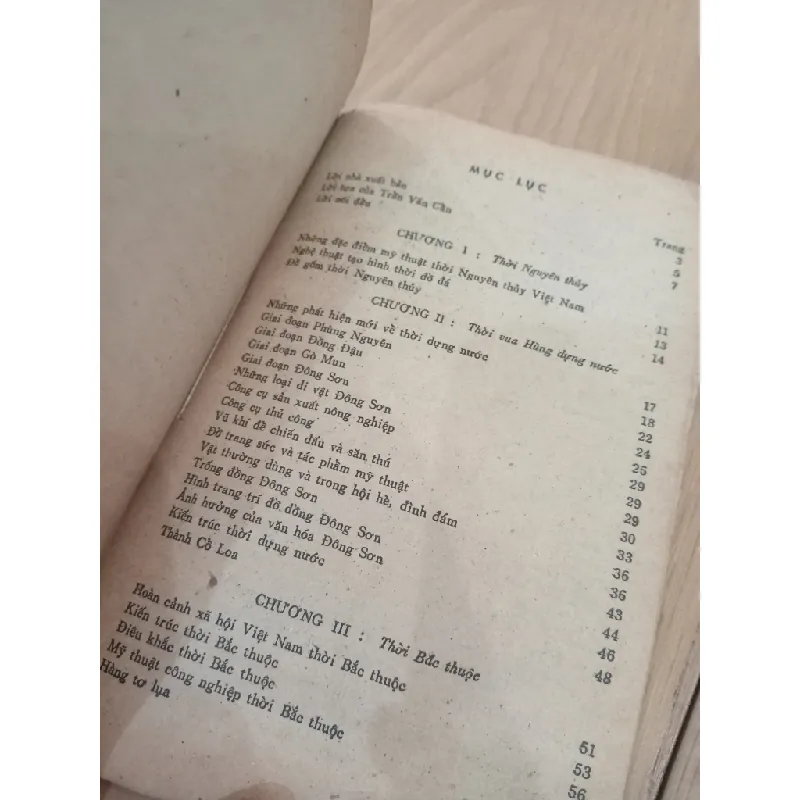 MỤC LỤC
Trang
Lời nhà xuất bản 3
Lời tựa của Trần Văn Cẩn 5
Lời nói đầu 7
CHƯƠNG I : Thời Nguyên thủy
Những đặc điểm mỹ thuật thời Nguyên thủy Việt Nam 11
Nghệ thuật tạo hình thời đồ đá 13
Đồ gốm thời Nguyên thủy 14
CHƯƠNG II : Thời vua Hùng dựng nước
Những phát hiện mới về thời dựng nước 17
Giai đoạn Phùng Nguyên 18
Giai đoạn Đồng Đậu 22
Giai đoạn Gò Mun 24
Giai đoạn Đông Sơn 25
Những loại di vật Đông Sơn 29
Công cụ sản xuất nông nghiệp 29
Công cụ thủ công 29
Vũ khí để chiến đấu và săn thú 30
Đồ trang sức và tác phẩm mỹ thuật 33
Vật thường dùng và trong hội hè, đình đám 36
Trống đồng Đông Sơn 36
Hình trang trí đồ đồng Đông Sơn 43
Ảnh hưởng của văn hóa Đông Sơn 44
Kiến trúc thời dựng nước 46
Thành Cổ Loa 48
CHƯƠNG III : Thời Bắc thuộc
Hoàn cảnh xã hội Việt Nam thời Bắc thuộc 51
Kiến trúc thời Bắc thuộc 53
Điêu khắc thời Bắc thuộc 56
Mỹ thuật công nghiệp thời Bắc thuộc
Hàng tơ lụa